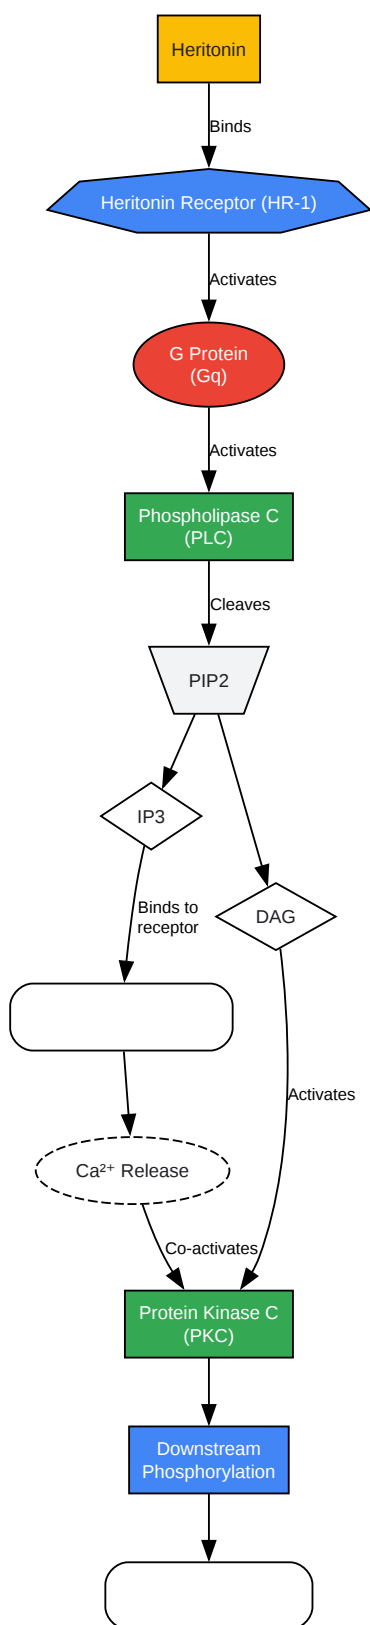 Heritonin
Binds
Heritonin Receptor (HR-1)
Activates
G Protein
(Gq)
Activates
Phospholipase C
(PLC)
Cleaves
PIP2
IP3
DAG
Binds to
receptor
Activates
Ca²⁺ Release
Co-activates
Protein Kinase C
(PKC)
Downstream
Phosphorylation